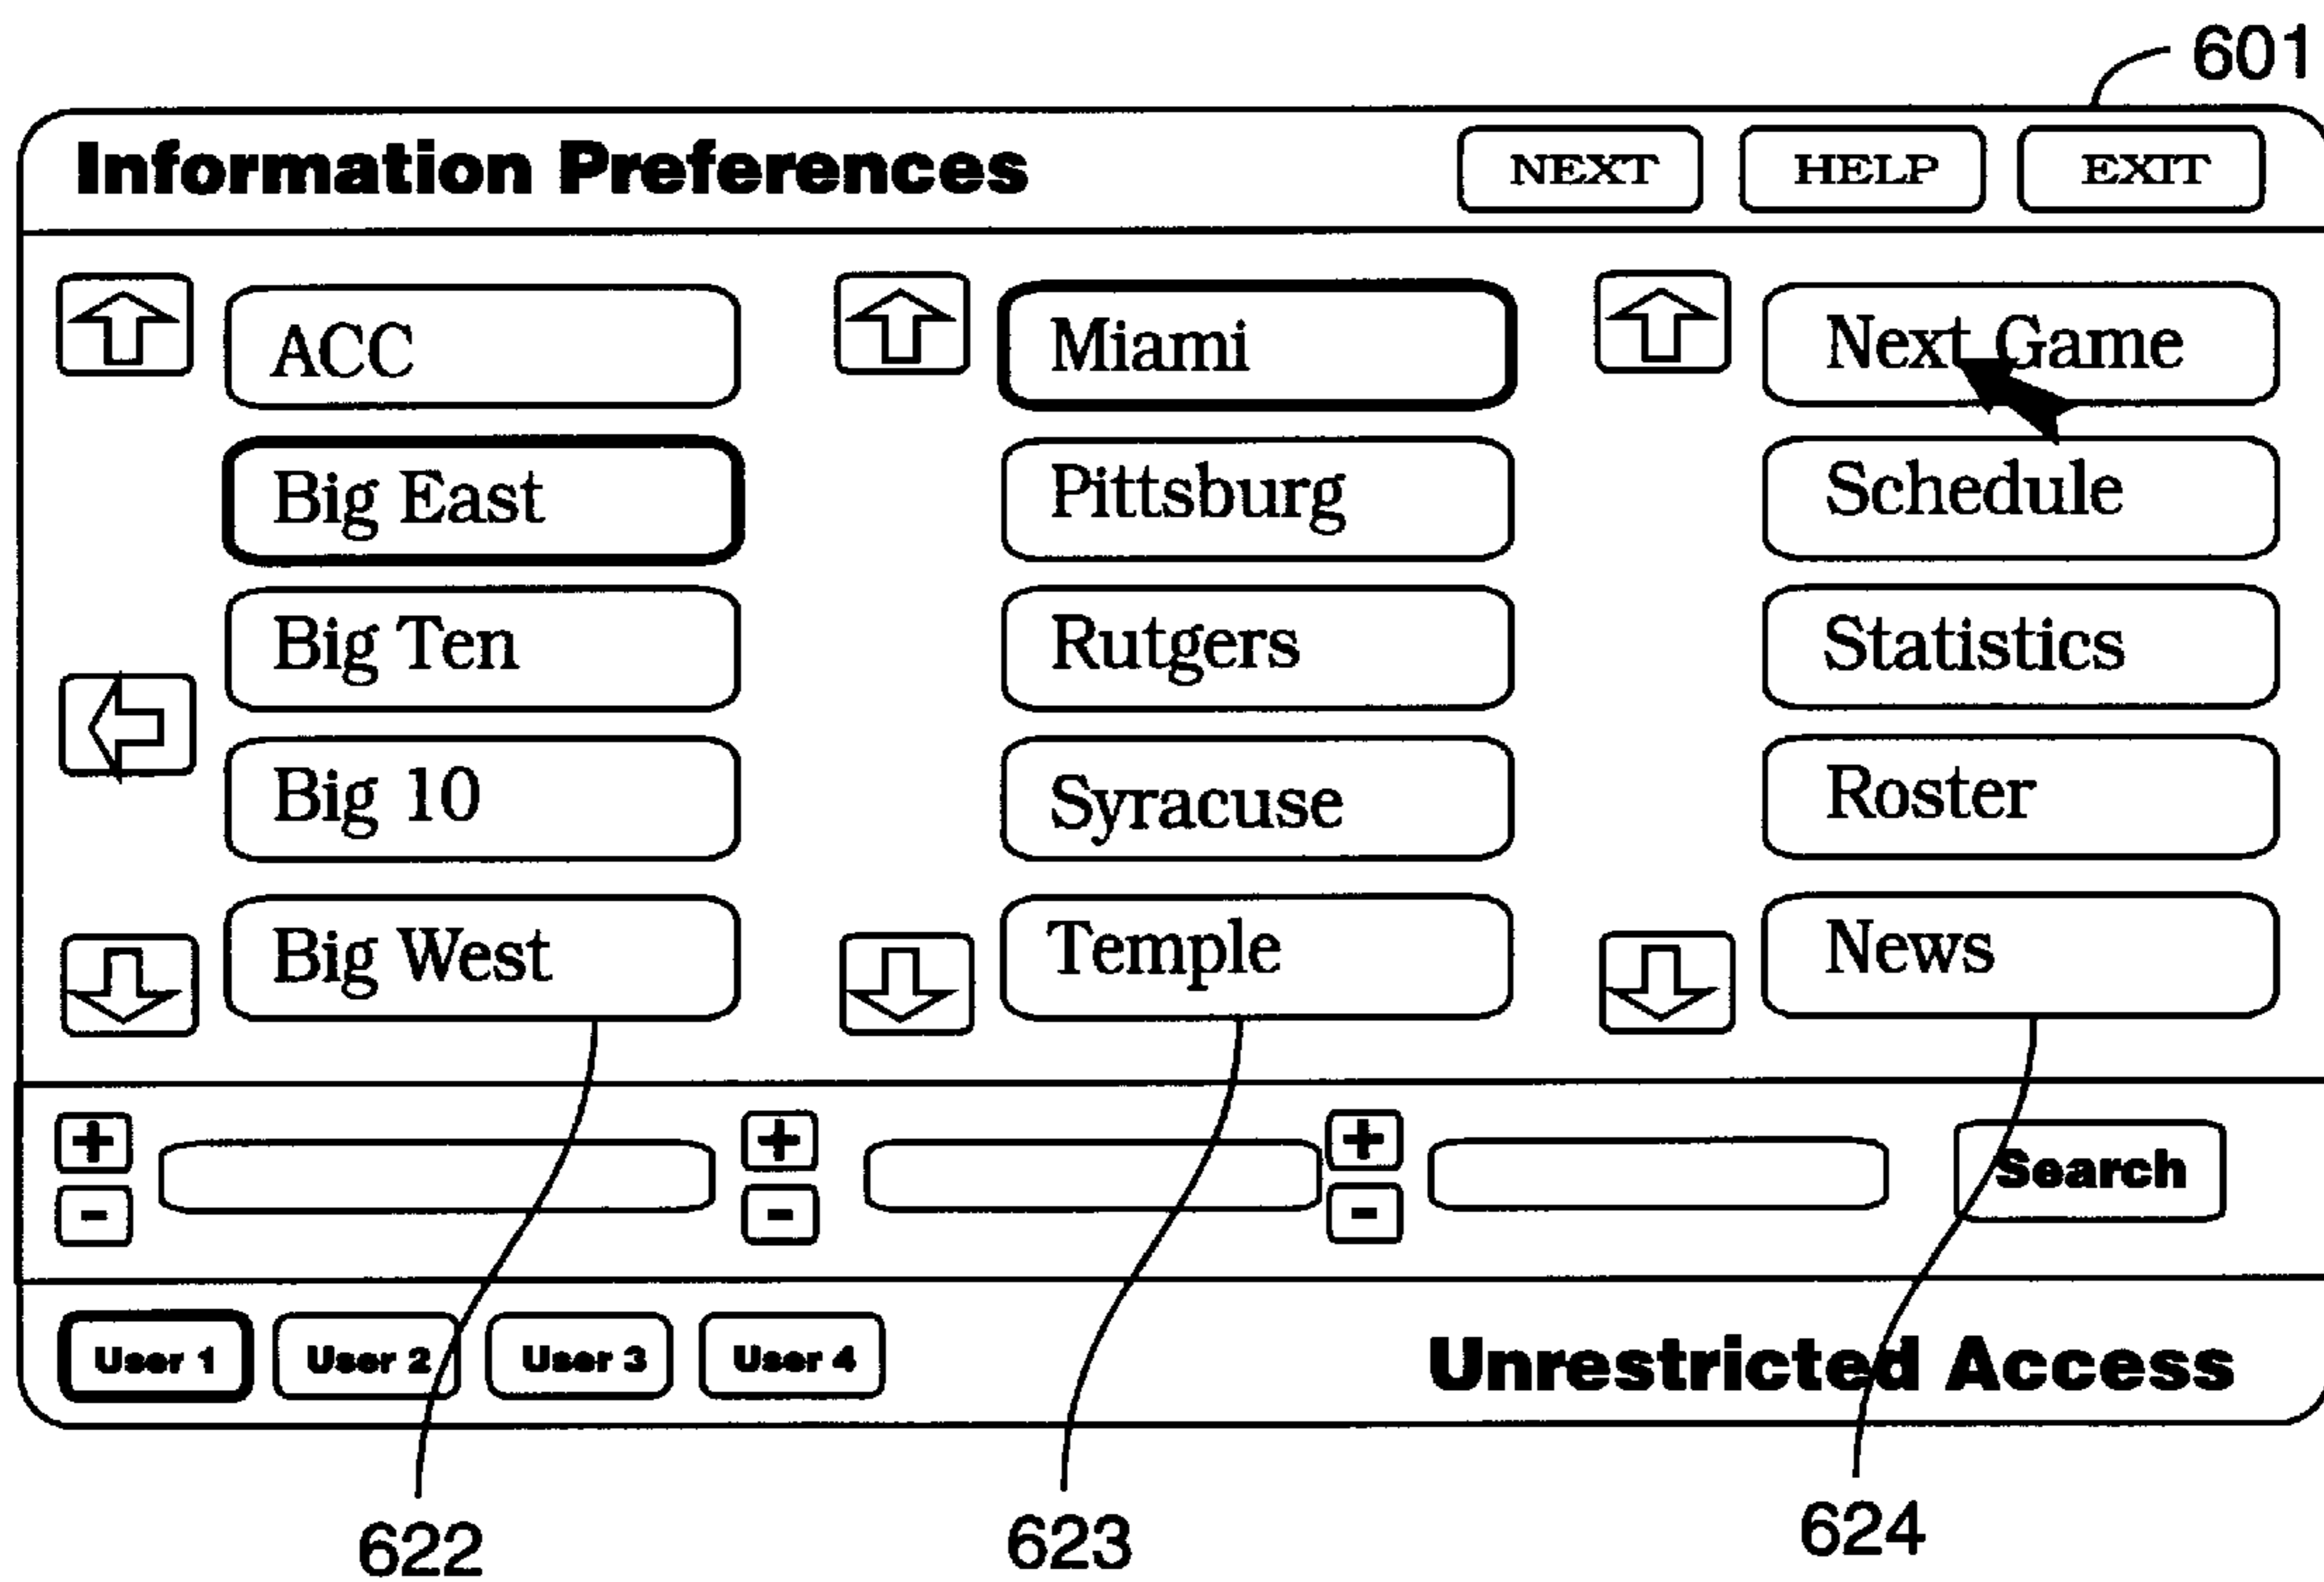 601
Information Preferences NEXT HELP EXIT
ACC Miami Next Game
Big East Pittsburg Schedule
Big Ten Rutgers Statistics
Big 10 Syracuse Roster
Big West Temple News
+ + +
- - -
Search
User 1 User 2 User 3 User 4 Unrestricted Access
622 623 624